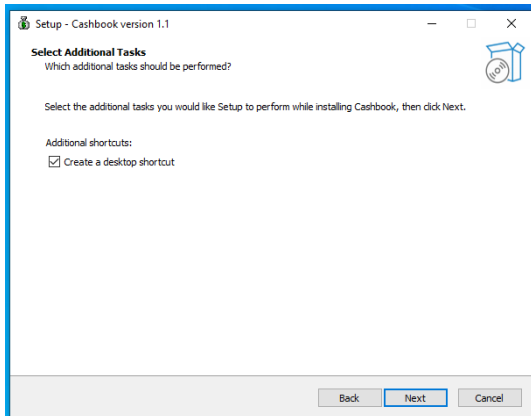 Setup - Cashbook version 1.1
Select Additional Tasks
Which additional tasks should be performed?
Select the additional tasks you would like Setup to perform while installing Cashbook, then click Next.
Additional shortcuts:
Create a desktop shortcut
Back Next Cancel